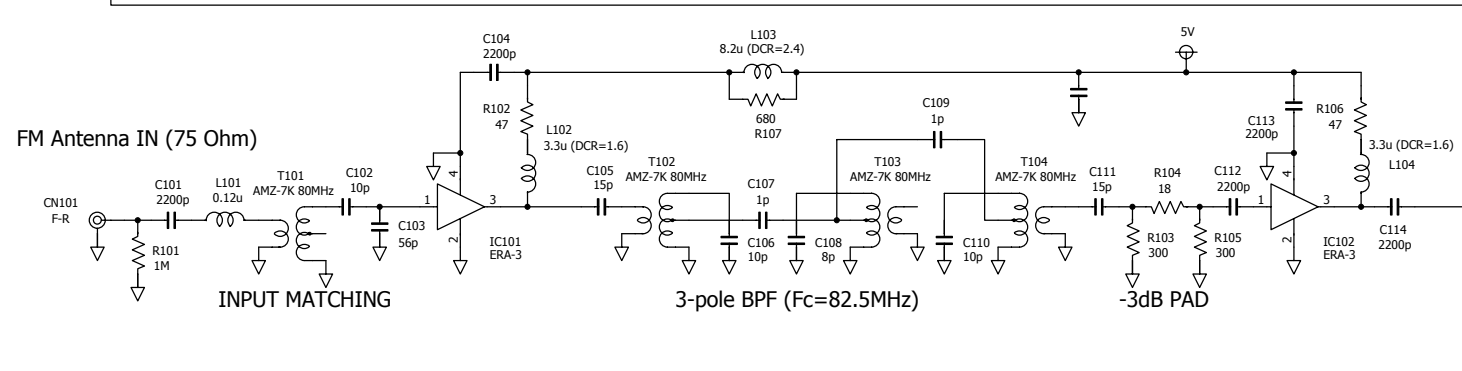 FM Antenna IN (75 Ohm)
CN101
F-R
R101
1M
C101
2200p
L101
0.12u
T101
AMZ-7K 80MHz
INPUT MATCHING
C102
10p
C103
56p
C104
2200p
1
4
3
2
IC101
ERA-3
R102
47
L102
3.3u (DCR=1.6)
L103
8.2u (DCR=2.4)
680
R107
C105
15p
T102
AMZ-7K 80MHz
C106
10p
C107
1p
C108
8p
C109
1p
T103
AMZ-7K 80MHz
C110
10p
T104
AMZ-7K 80MHz
3-pole BPF (Fc=82.5MHz)
5V
C111
15p
R104
18
R103
300
R105
300
-3dB PAD
C112
2200p
C113
2200p
1
4
3
2
IC102
ERA-3
R106
47
3.3u (DCR=1.6)
L104
C114
2200p